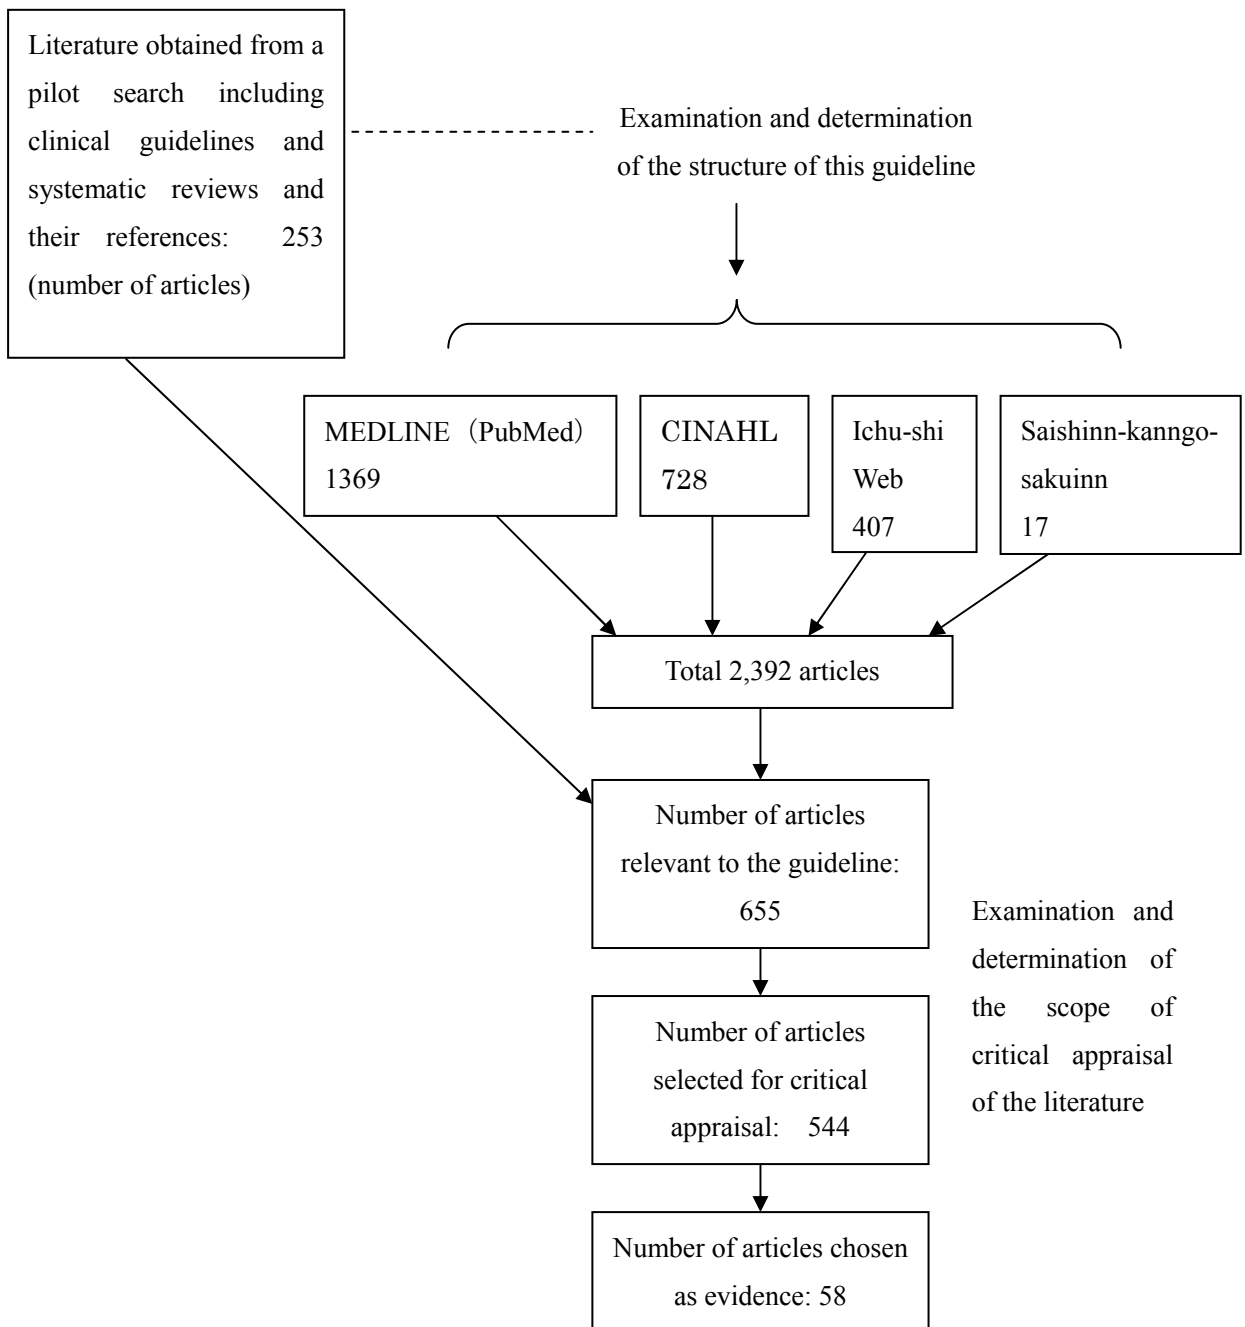 Literature obtained from a
pilot search including
clinical guidelines and
systematic reviews and
their references: 253
(number of articles)
Examination and determination
of the structure of this guideline
MEDLINE（PubMed）
1369
CINAHL
728
Ichu-shi
Web
407
Saishinn-kanngo-
sakuinn
17
Total 2,392 articles
Number of articles
relevant to the guideline:
655
Examination and
determination of
the scope of
critical appraisal
of the literature
Number of articles
selected for critical
appraisal: 544
Number of articles chosen
as evidence: 58